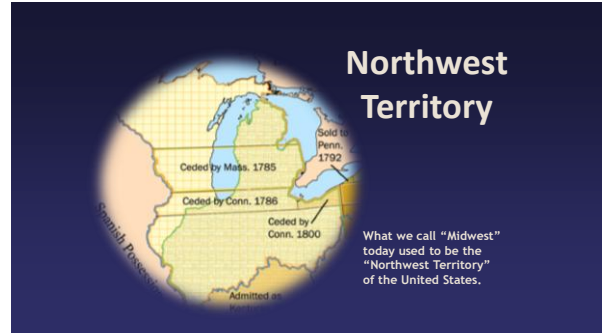 Northwest
Territory
Sold to
Penn.
1792
Ceded by Mass. 1785
Ceded by Conn. 1786
Ceded by
Conn. 1800
Spanish
Admitted as
What we call “Midwest”
today used to be the
“Northwest Territory”
of the United States.